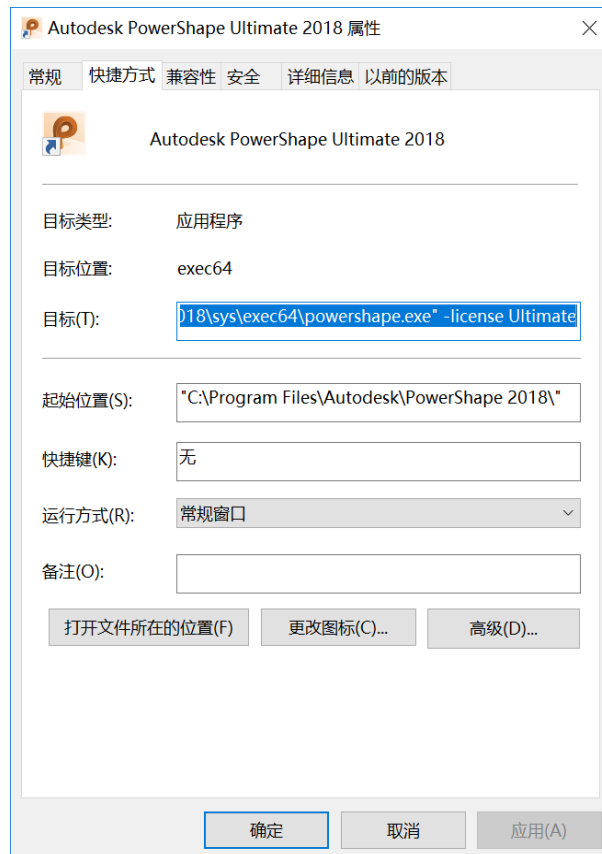 Autodesk PowerShape Ultimate 2018 属性
常规 快捷方式 兼容性 安全 详细信息 以前的版本
Autodesk PowerShape Ultimate 2018
目标类型: 应用程序
目标位置: exec64
目标(T): 018\sys\exec64\powershape.exe" -license Ultimate
起始位置(S): "C:\Program Files\Autodesk\PowerShape 2018\"
快捷键(K): 无
运行方式(R): 常规窗口
备注(O):
打开文件所在的位置(F) 更改图标(C)... 高级(D)...
确定 取消 应用(A)